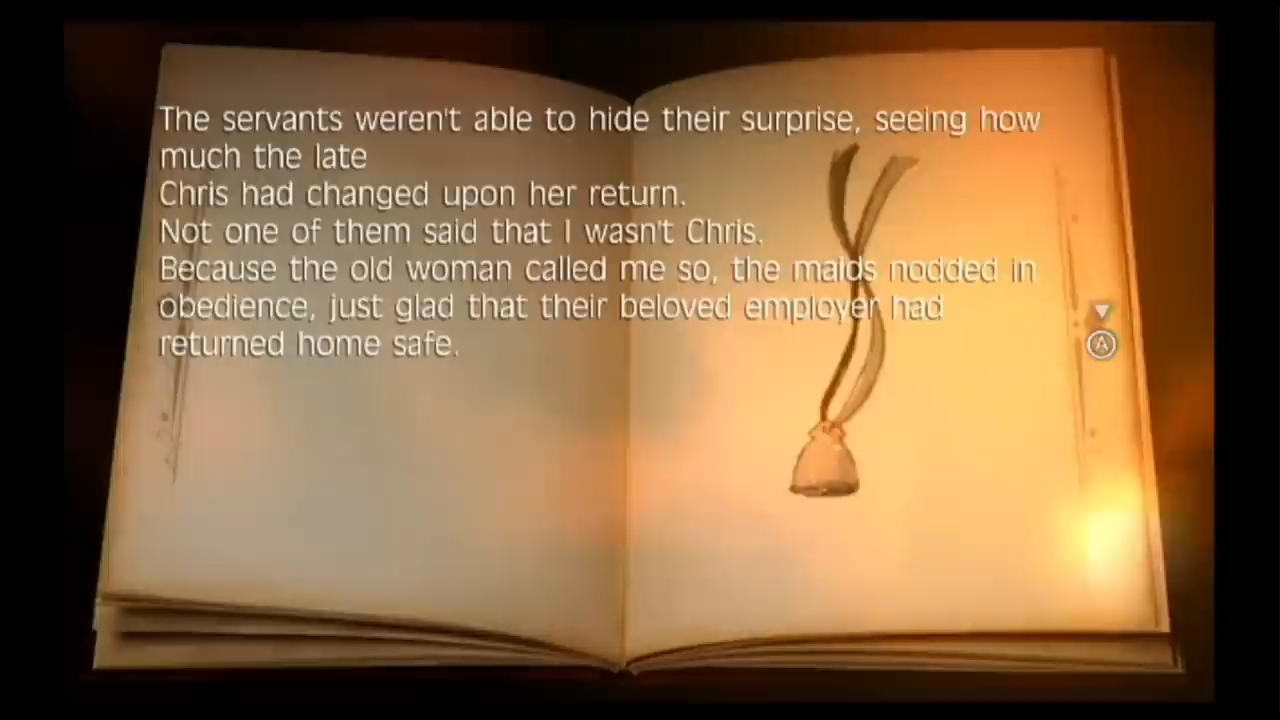 The servants weren't able to hide their surprise, seeing how
much the late
Chris had changed upon her return.
Not one of them said that I wasn't Chris.
Because the old woman called me so, the maids nodded in
obedience, just glad that their beloved employer had
returned home safe.
A